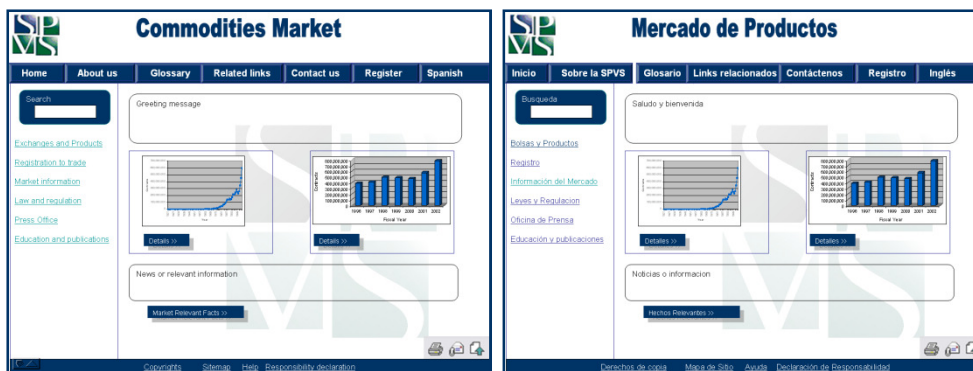 SPVS
Commodities Market
Home About us Glossary Related links Contact us Register Spanish
Search
Exchanges and Products
Registration to trade
Market information
Law and regulation
Press Office
Education and publications
Greeting message
Details >>
Contracts
1996 1997 1998 1999 2000 2001 2002
Fiscal Year
Details >>
News or relevant information
Market Relevant Facts >>
Copyrights Sitemap Help Responsibility declaration
SPVS
Mercado de Productos
Inicio Sobre la SPVS Glosario Links relacionados Contáctenos Registro Inglés
Busqueda
Bolsas y Productos
Registro
Información del Mercado
Leyes y Regulacion
Oficina de Prensa
Educación y publicaciones
Saludo y bienvenida
Detalles >>
Contracts
1996 1997 1998 1999 2000 2001 2002
Fiscal Year
Detalles >>
Noticias o informacion
Hechos Relevantes >>
Derechos de copia Mapa de Sitio Ayuda Declaración de Responsabilidad